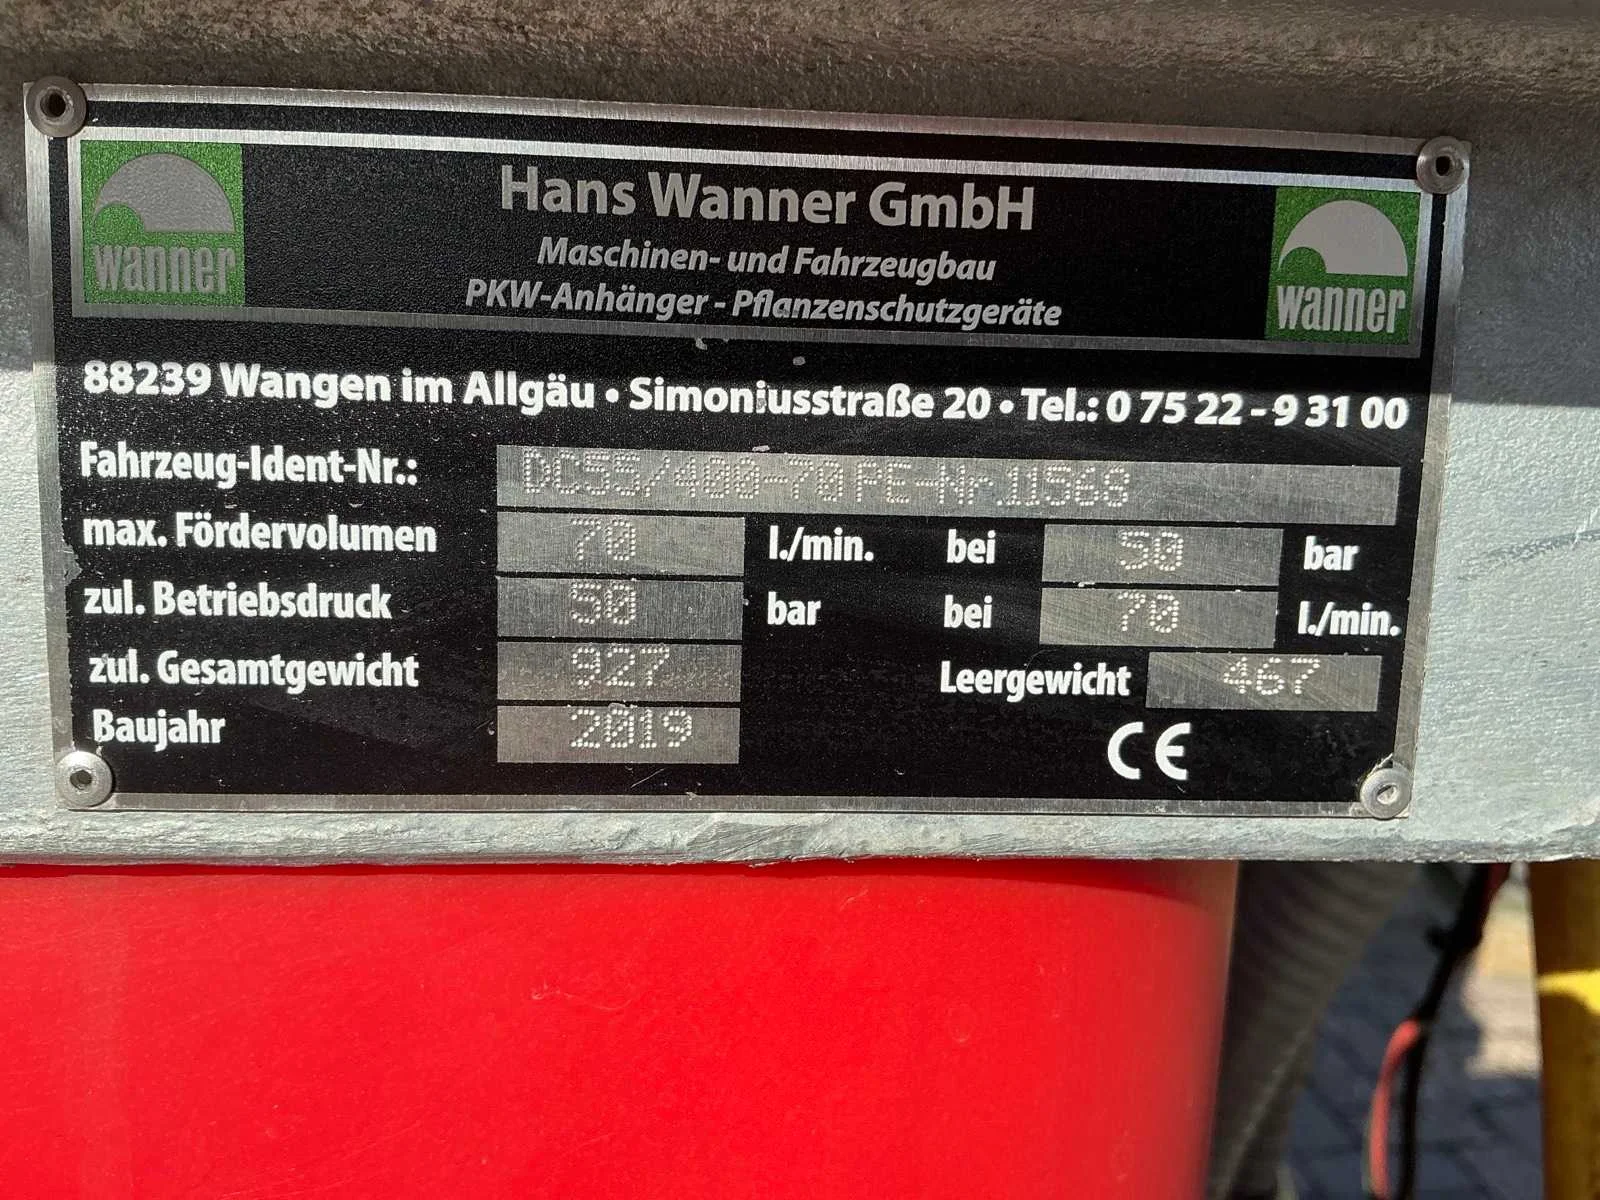 wanner
Hans Wanner GmbH
Maschinen- und Fahrzeugbau
PKW-Anhänger - Pflanzenschutzgeräte
wanner
88239 Wangen im Allgäu • Simoniusstraße 20 • Tel.: 0 75 22 - 9 31 00
Fahrzeug-Ident-Nr.: DC55/400-70 PE-Nr.11568
max. Fördervolumen 70 l./min. bei 50 bar
zul. Betriebsdruck 50 bar bei 70 l./min.
zul. Gesamtgewicht 927 Leergewicht 467
Baujahr 2019 CE